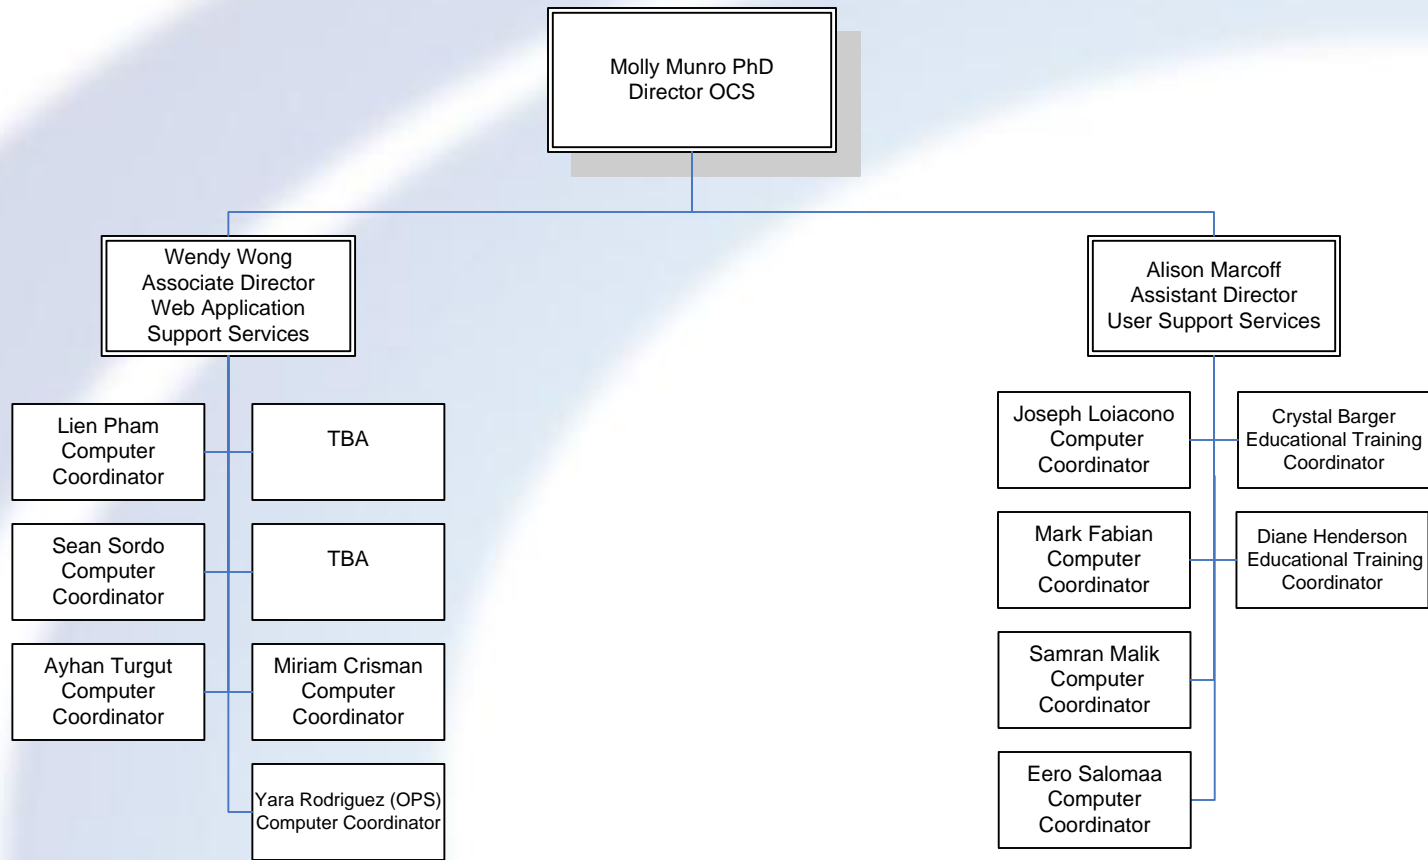 Molly Munro PhD
Director OCS
Wendy Wong
Associate Director
Web Application
Support Services
Alison Marcoff
Assistant Director
User Support Services
Lien Pham
Computer
Coordinator
TBA
Sean Sordo
Computer
Coordinator
TBA
Ayhan Turgut
Computer
Coordinator
Miriam Crisman
Computer
Coordinator
Yara Rodriguez (OPS)
Computer Coordinator
Joseph Loiacono
Computer
Coordinator
Crystal Barger
Educational Training
Coordinator
Mark Fabian
Computer
Coordinator
Diane Henderson
Educational Training
Coordinator
Samran Malik
Computer
Coordinator
Eero Salomaa
Computer
Coordinator